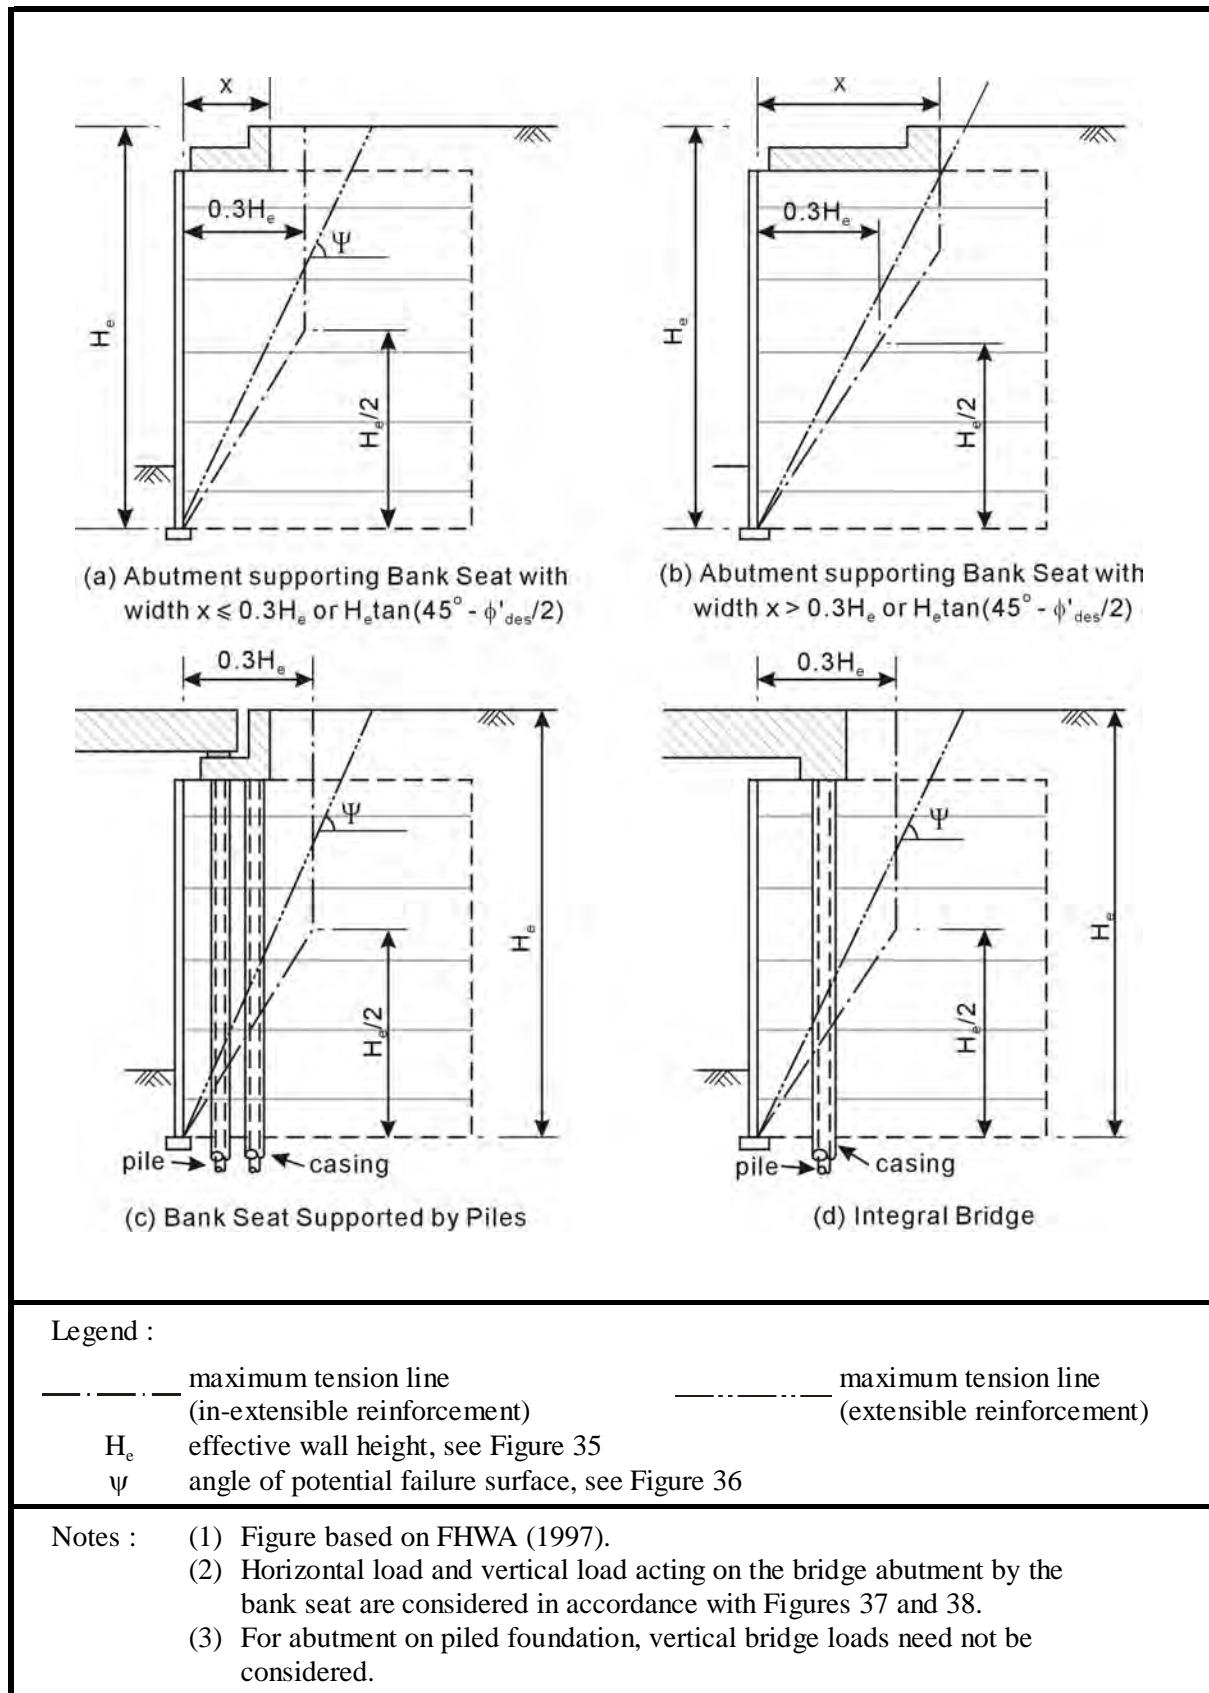 x
x
0.3Hₑ
Ψ
Hₑ
Hₑ/2
0.3Hₑ
Hₑ
Hₑ/2
(a) Abutment supporting Bank Seat with
width x ⩽ 0.3Hₑ or Hₑtan(45° - ϕ'des/2)
(b) Abutment supporting Bank Seat with
width x > 0.3Hₑ or Hₑtan(45° - ϕ'des/2)
0.3Hₑ
Ψ
Hₑ
Hₑ/2
pile
casing
0.3Hₑ
Ψ
Hₑ
Hₑ/2
pile
casing
(c) Bank Seat Supported by Piles
(d) Integral Bridge
Legend :
maximum tension line
(in-extensible reinforcement)
maximum tension line
(extensible reinforcement)
Hₑ effective wall height, see Figure 35
ψ angle of potential failure surface, see Figure 36
Notes : (1) Figure based on FHWA (1997).
(2) Horizontal load and vertical load acting on the bridge abutment by the
bank seat are considered in accordance with Figures 37 and 38.
(3) For abutment on piled foundation, vertical bridge loads need not be
considered.